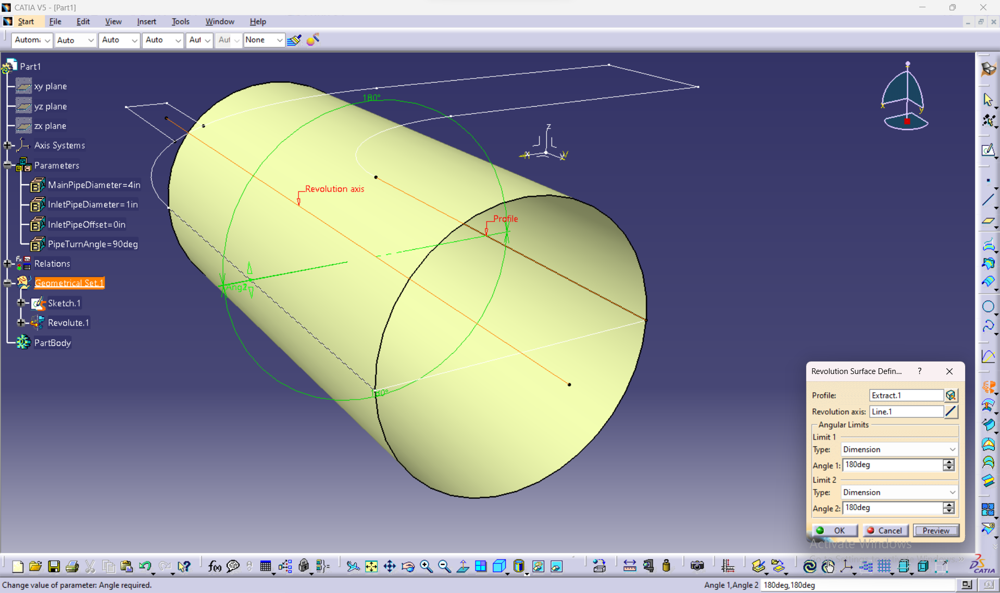 CATIA V5 - [Part1]
Start File Edit View Insert Tools Window Help
Automa Auto Auto Auto Aut Aut None
Part1
xy plane
yz plane
zx plane
Axis Systems
Parameters
MainPipeDiameter=4in
InletPipeDiameter=1in
InletPipeOffset=0in
PipeTurnAngle=90deg
Relations
Geometrical Set.1
Sketch.1
Revolute.1
PartBody
180°
Revolution axis
Profile
180°
z
x
y
z
x
y
Revolution Surface Defin... ?
Profile: Extract.1
Revolution axis: Line.1
Angular Limits
Limit 1
Type: Dimension
Angle 1: 180deg
Limit 2
Type: Dimension
Angle 2: 180deg
OK Cancel Preview
Activate Windows
f(x)
CATIA
Change value of parameter: Angle required.
Angle 1,Angle 2 180deg,180deg